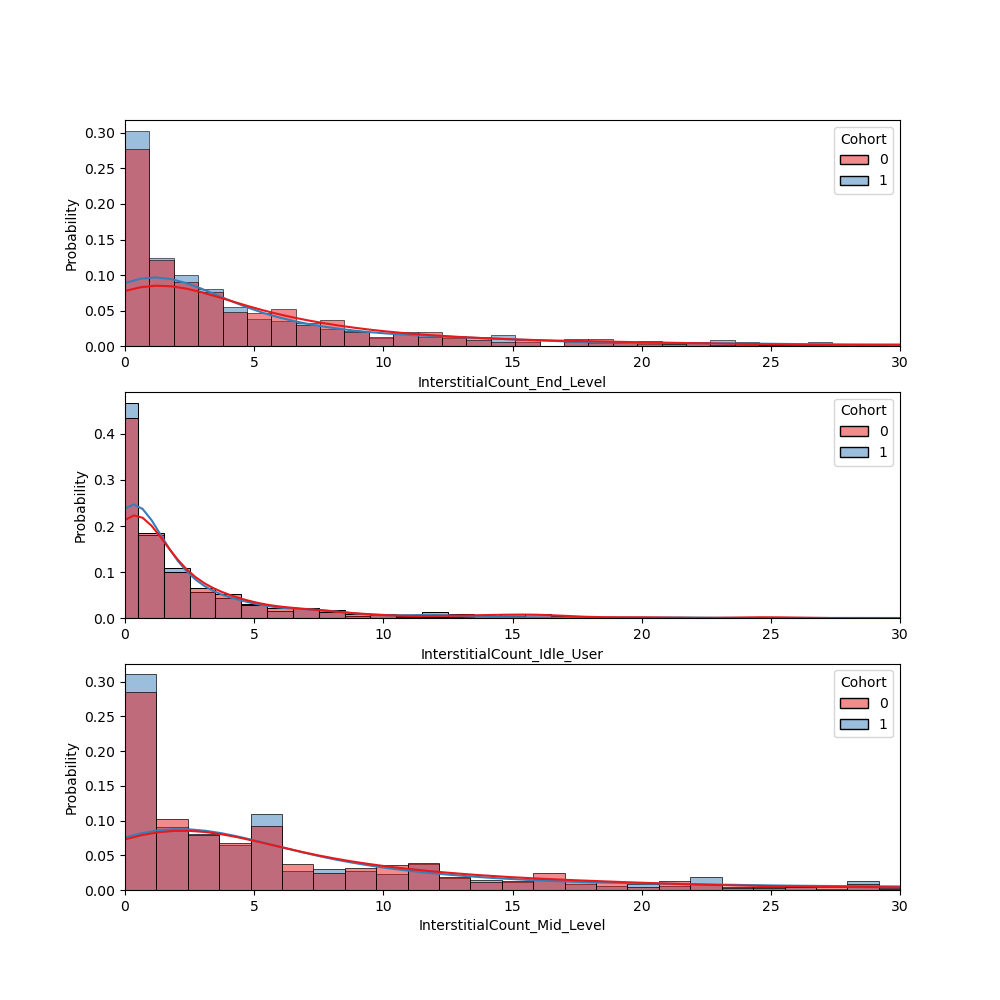 Cohort
0
1
Probability
0.30
0.25
0.20
0.15
0.10
0.05
0.00
0 5 10 15 20 25 30
InterstitialCount_End_Level
Cohort
0
1
Probability
0.4
0.3
0.2
0.1
0.0
0 5 10 15 20 25 30
InterstitialCount_Idle_User
Cohort
0
1
Probability
0.30
0.25
0.20
0.15
0.10
0.05
0.00
0 5 10 15 20 25 30
InterstitialCount_Mid_Level